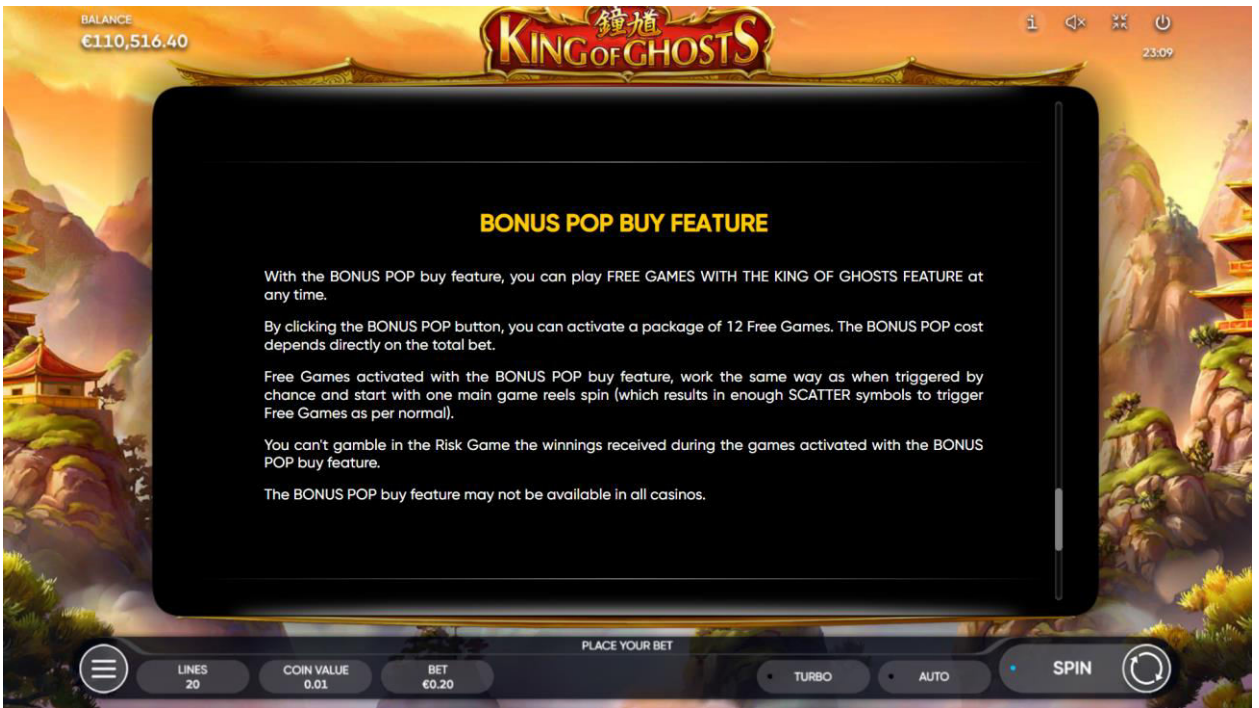 BALANCE
€110,516.40
鐘馗
KING OF GHOSTS
23:09
BONUS POP BUY FEATURE
With the BONUS POP buy feature, you can play FREE GAMES WITH THE KING OF GHOSTS FEATURE at
any time.
By clicking the BONUS POP button, you can activate a package of 12 Free Games. The BONUS POP cost
depends directly on the total bet.
Free Games activated with the BONUS POP buy feature, work the same way as when triggered by
chance and start with one main game reels spin (which results in enough SCATTER symbols to trigger
Free Games as per normal).
You can't gamble in the Risk Game the winnings received during the games activated with the BONUS
POP buy feature.
The BONUS POP buy feature may not be available in all casinos.
PLACE YOUR BET
LINES
20
COIN VALUE
0.01
BET
€0.20
TURBO
AUTO
SPIN